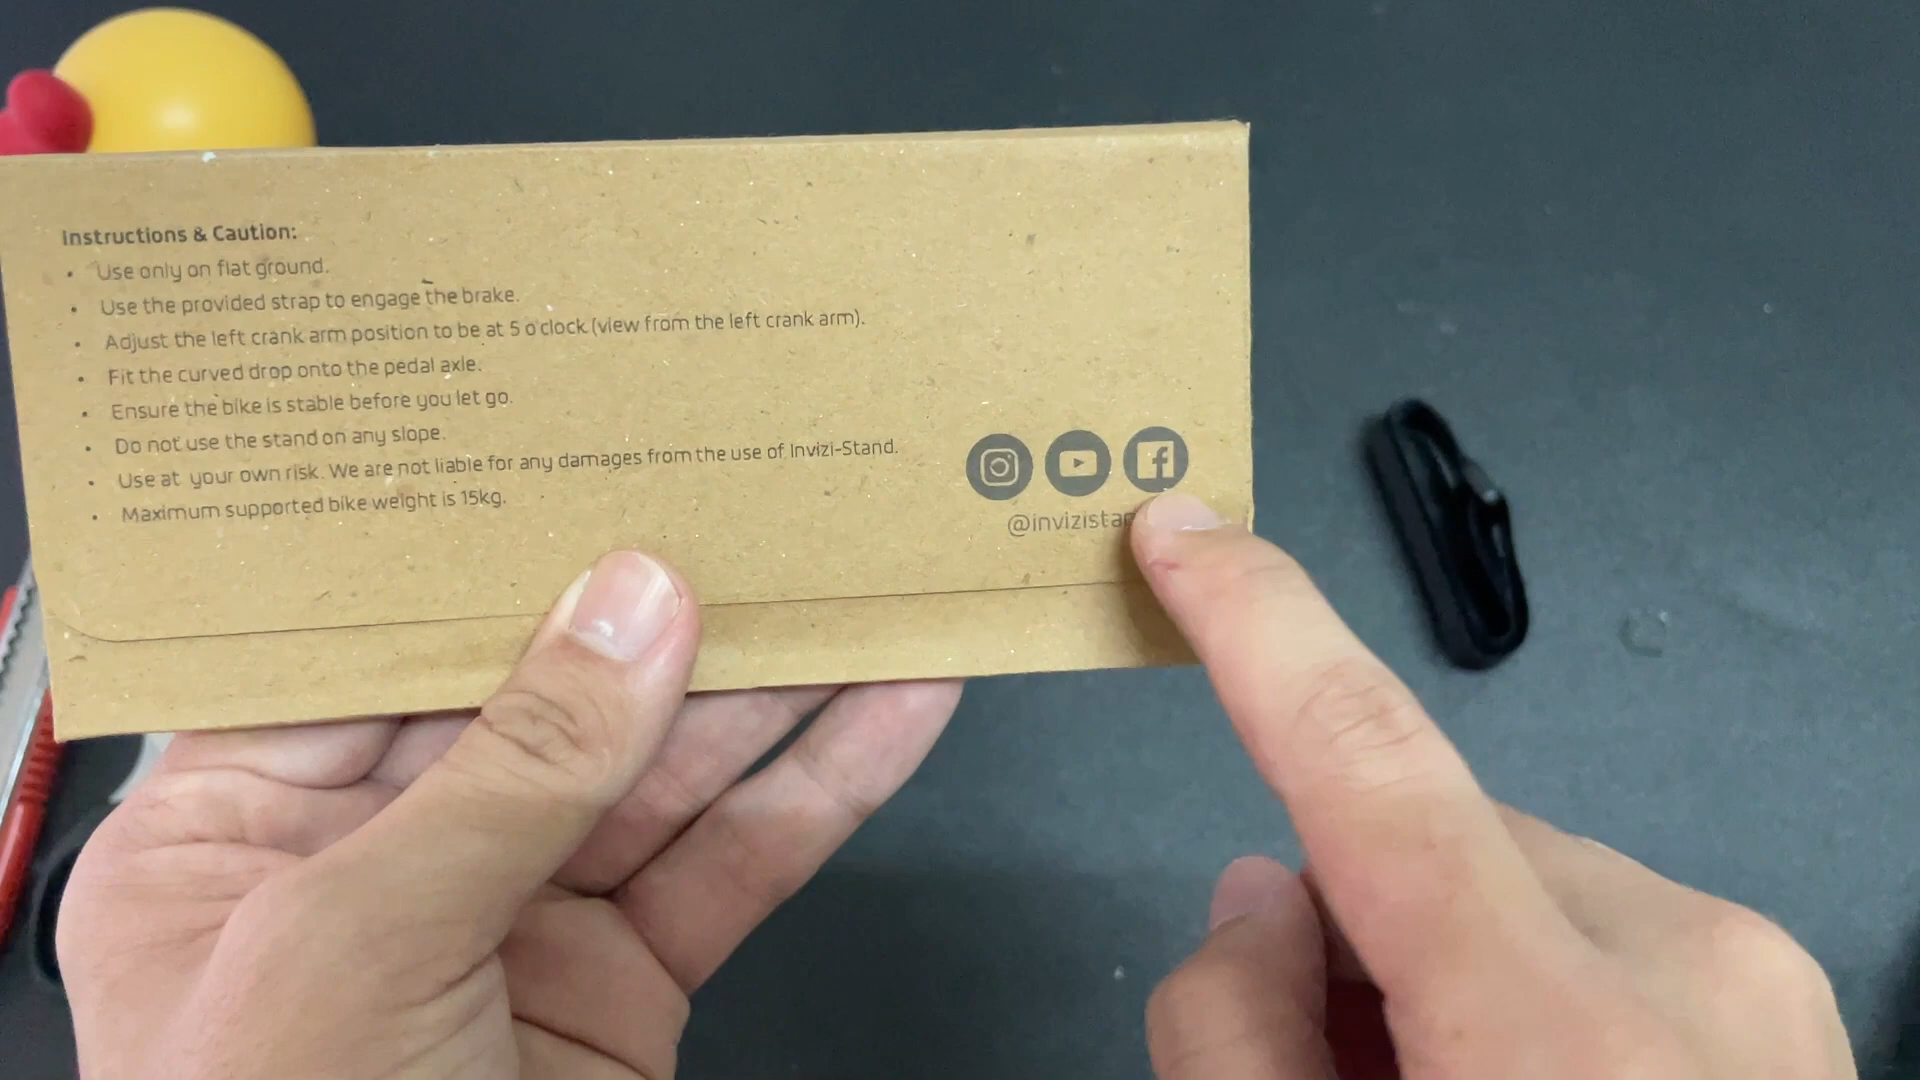 Instructions & Caution:
• Use only on flat ground.
• Use the provided strap to engage the brake.
• Adjust the left crank arm position to be at 5 o'clock (view from the left crank arm).
• Fit the curved drop onto the pedal axle.
• Ensure the bike is stable before you let go.
• Do not use the stand on any slope.
• Use at your own risk. We are not liable for any damages from the use of Invizi-Stand.
• Maximum supported bike weight is 15kg.